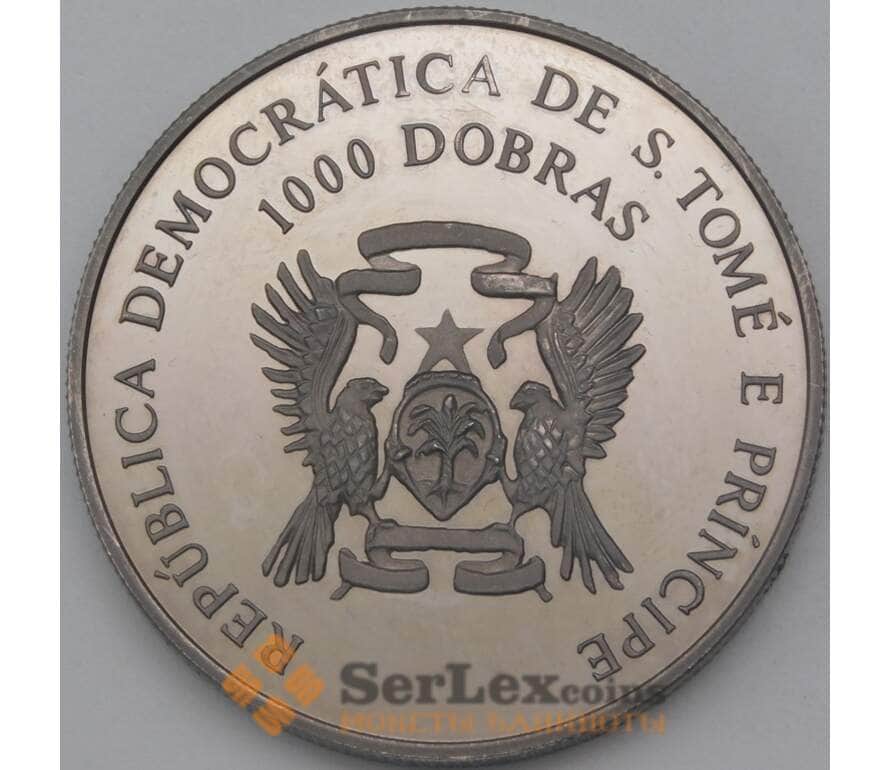 REPÚBLICA DEMOCRÁTICA DE S. TOMÉ E PRÍNCIPE
1000 DOBRAS
SerLexcoins
МОНЕТЫ БАНКНОТЫ